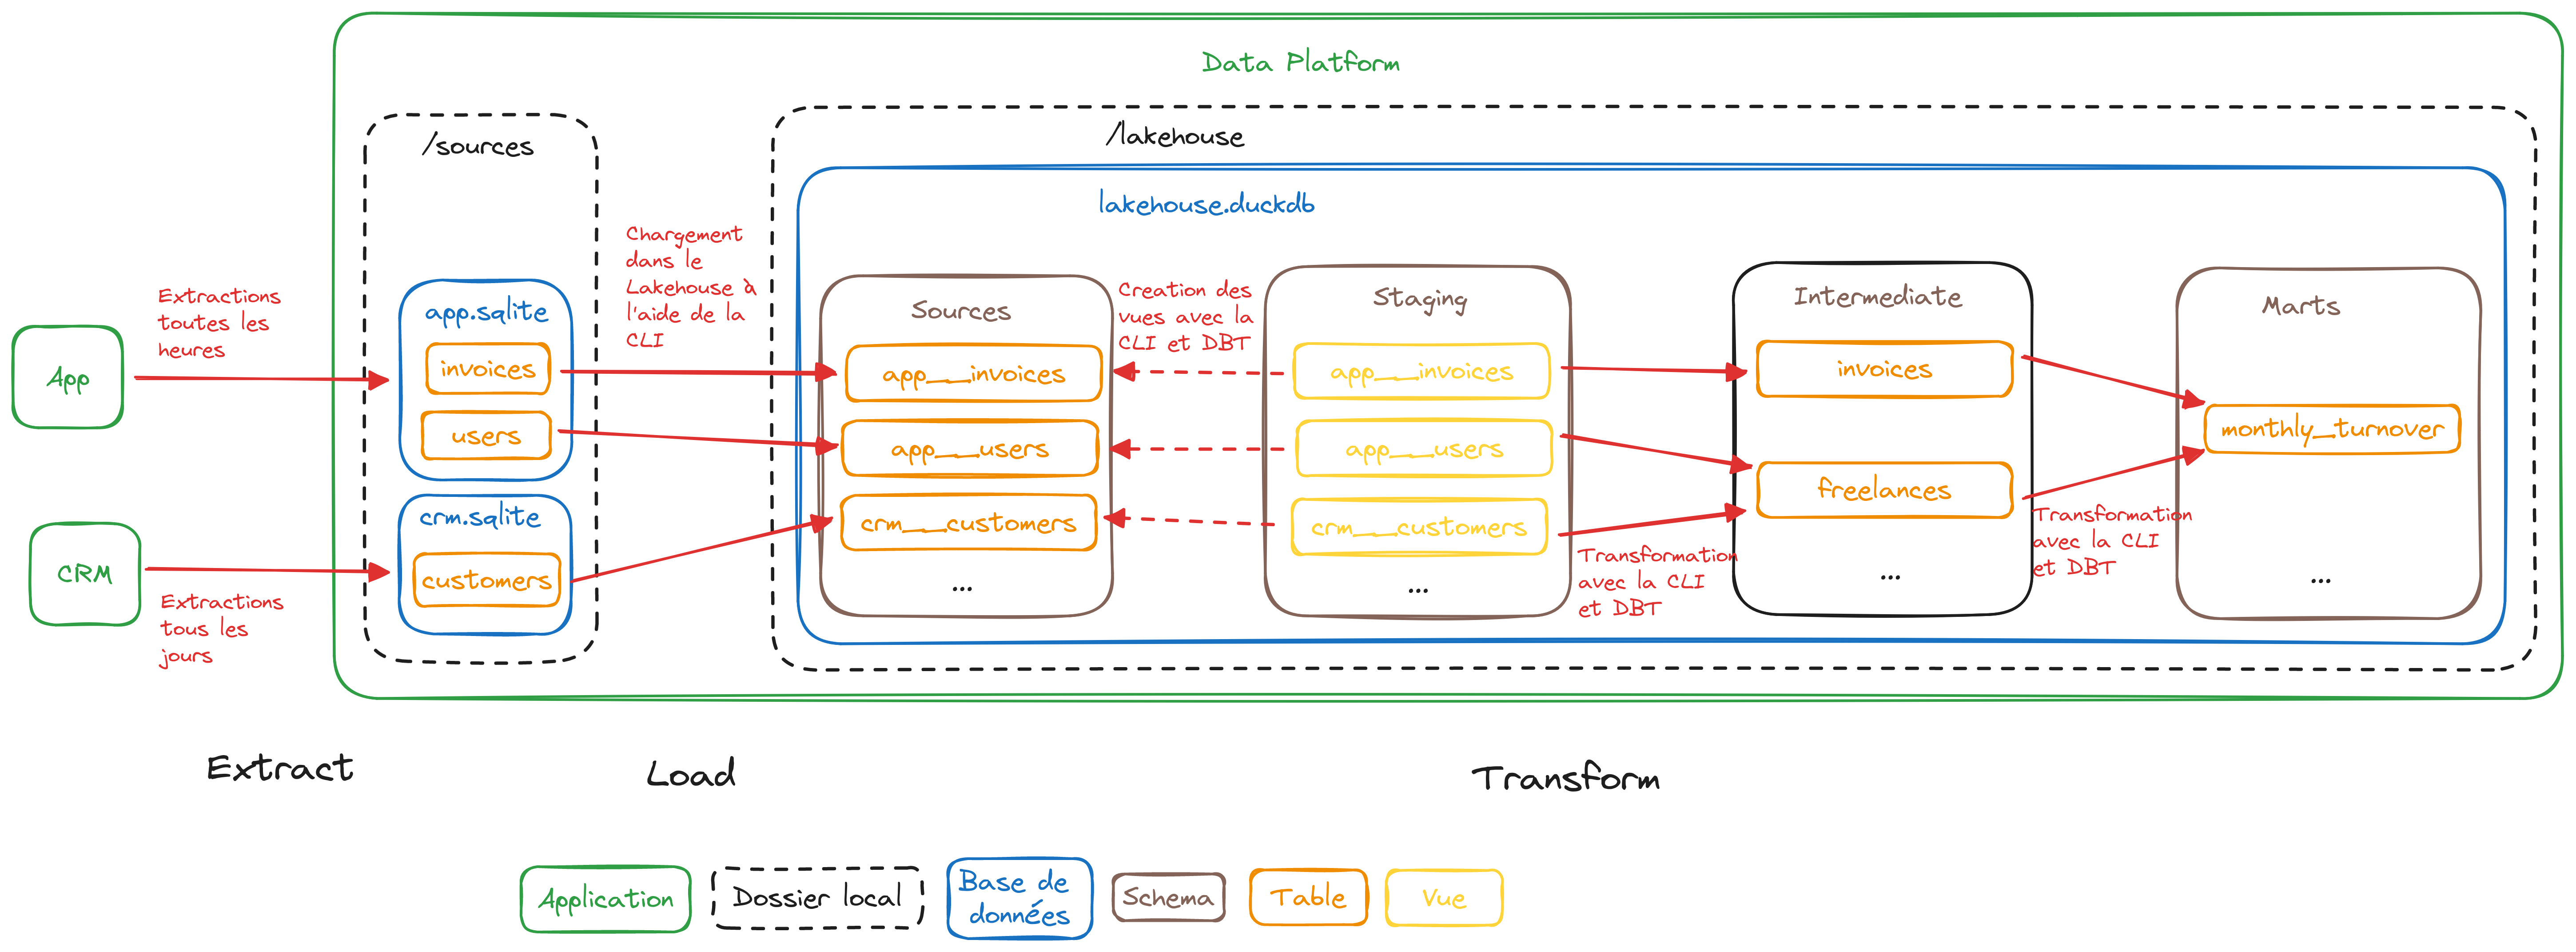 Data Platform
/sources
/lakehouse
lakehouse.duckdb
App
Extractions
toutes les
heures
CRM
Extractions
tous les
jours
app.sqlite
invoices
users
crm.sqlite
customers
Chargement
dans le
Lakehouse à
l'aide de la
CLI
Sources
app__invoices
app__users
crm__customers
...
Creation des
vues avec la
CLI et DBT
Staging
app__invoices
app__users
crm__customers
...
Transformation
avec la CLI
et DBT
Intermediate
invoices
freelances
...
Transformation
avec la CLI
et DBT
Marts
monthly_turnover
...
Extract
Load
Transform
Application
Dossier local
Base de
données
Schema
Table
Vue